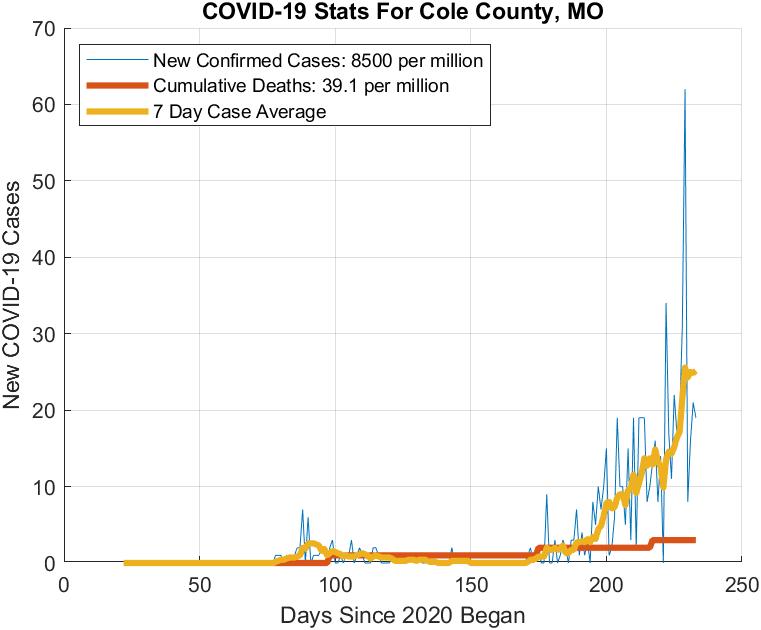 COVID-19 Stats For Cole County, MO
New Confirmed Cases: 8500 per million
Cumulative Deaths: 39.1 per million
7 Day Case Average
New COVID-19 Cases
70
60
50
40
30
20
10
0
0 50 100 150 200 250
Days Since 2020 Began